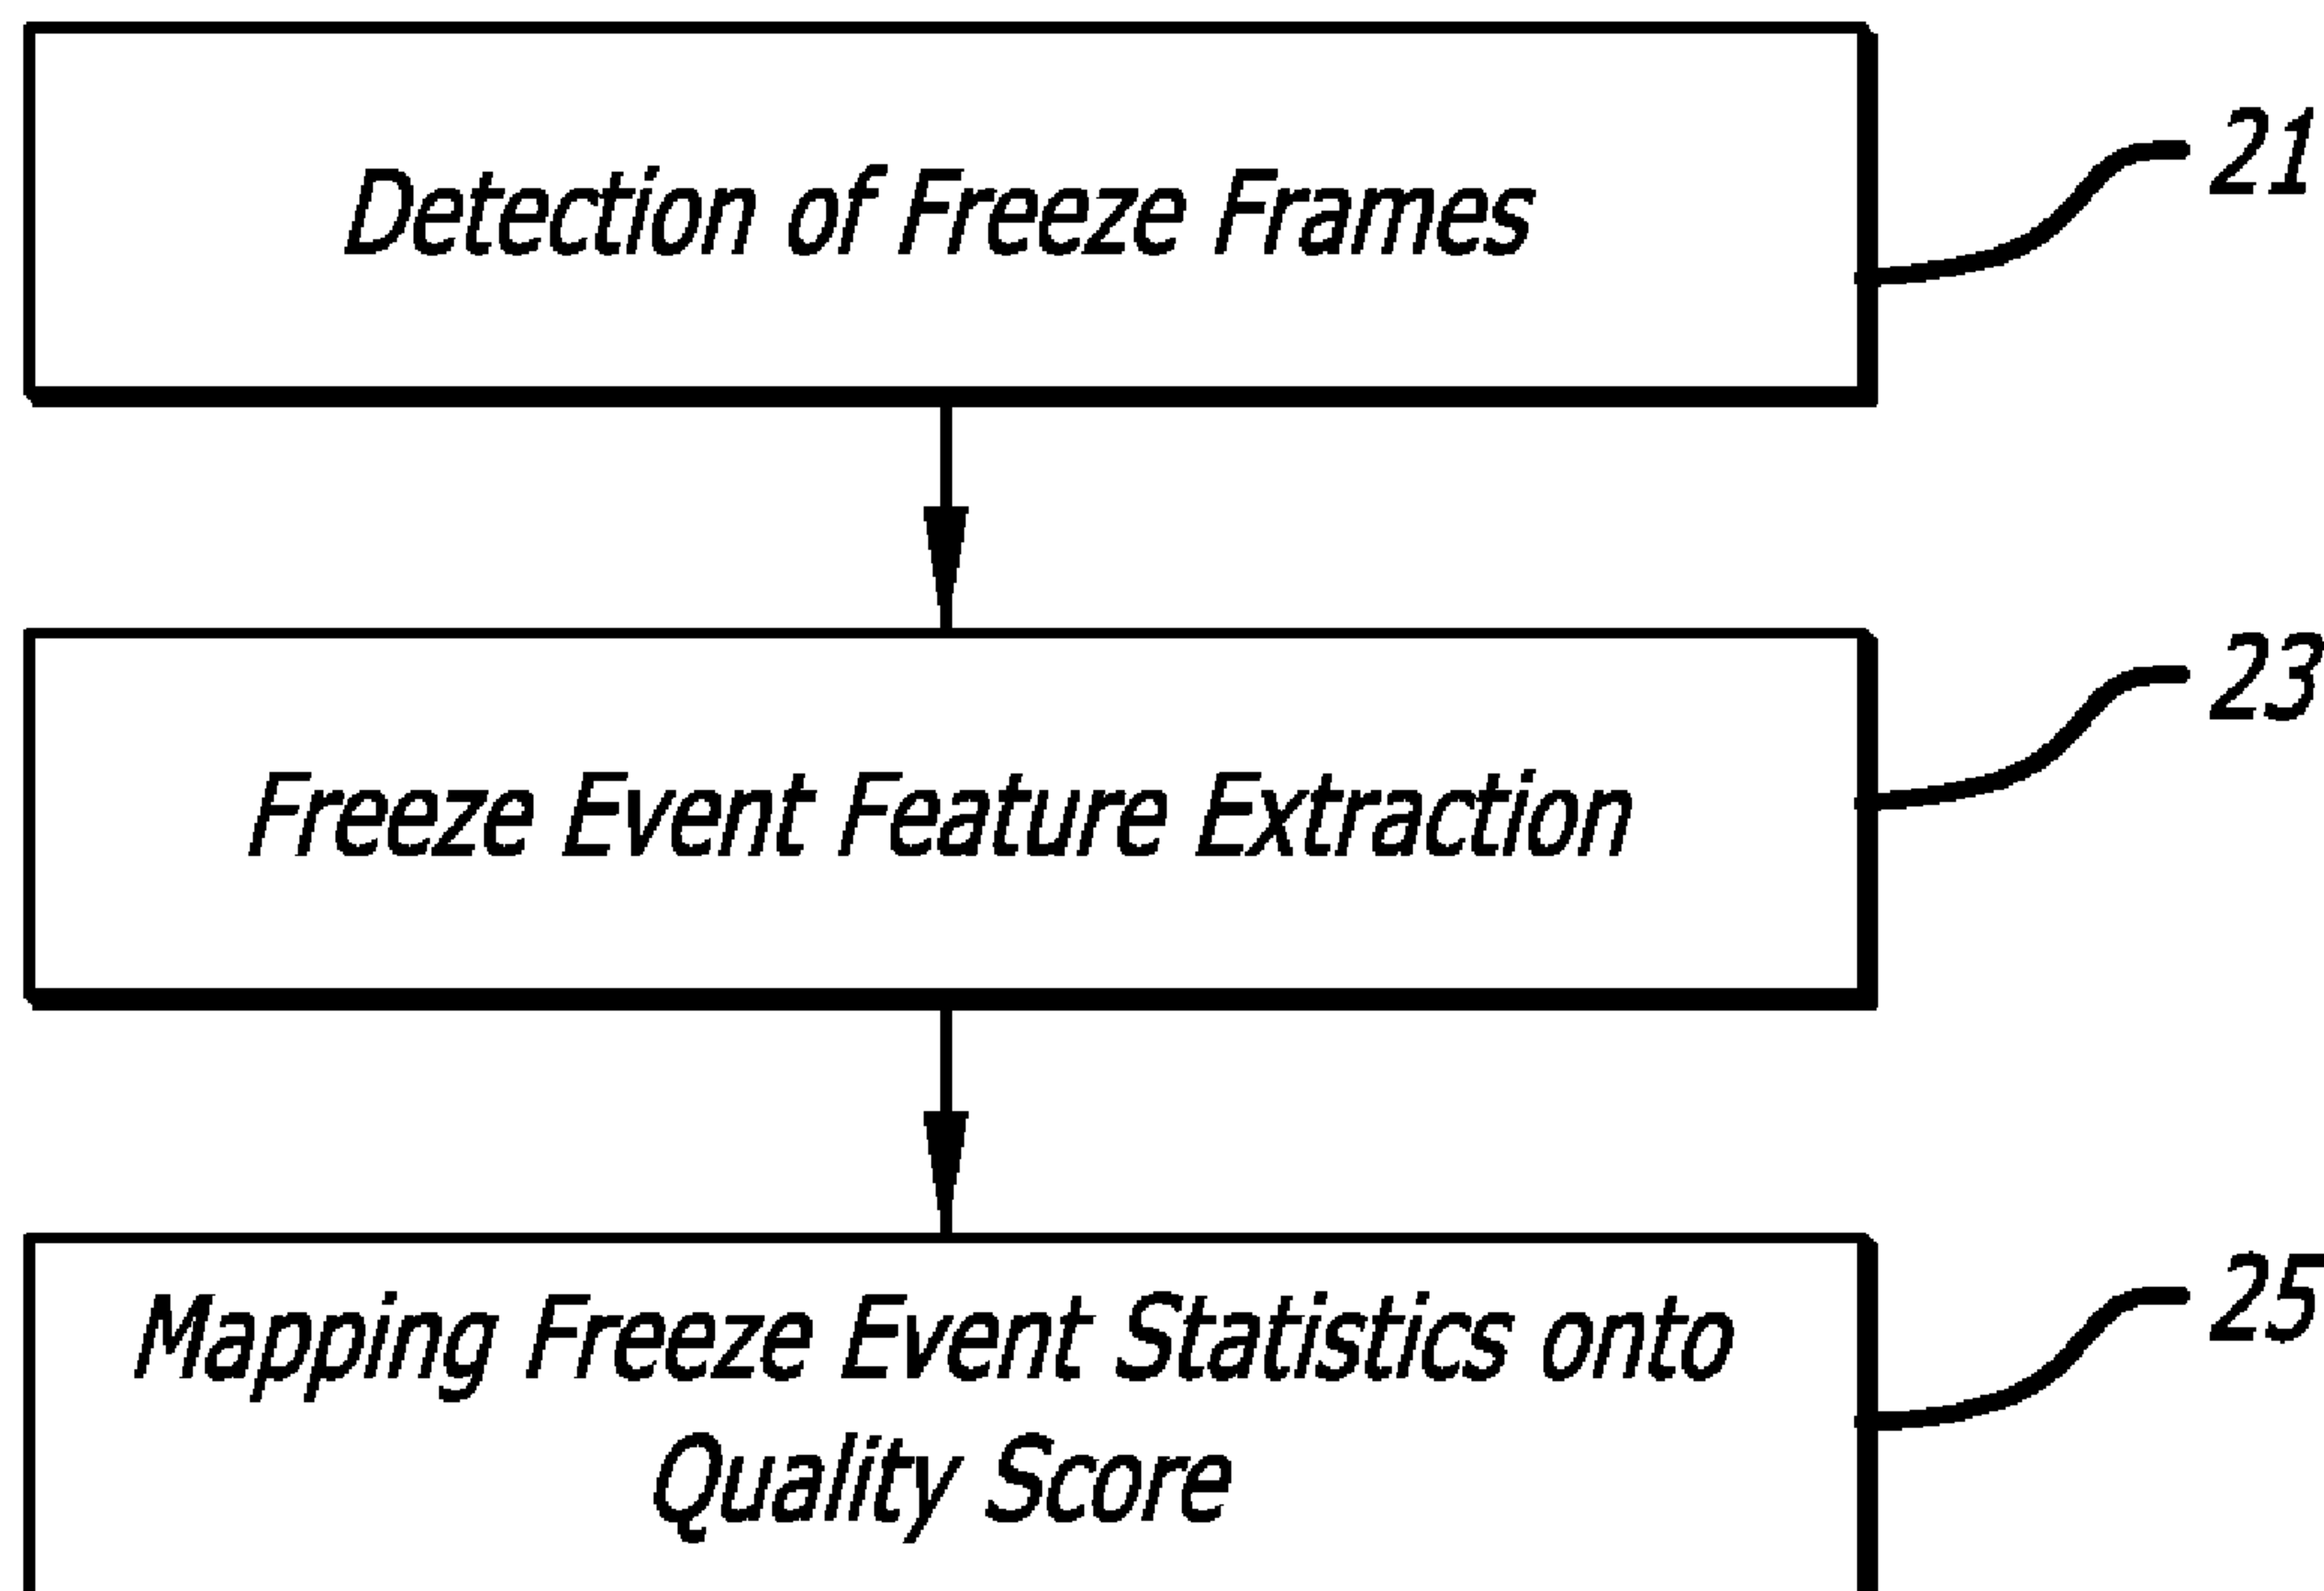 Detection of Freeze Frames
21
Freeze Event Feature Extraction
23
Mapping Freeze Event Statistics onto
Quality Score
25